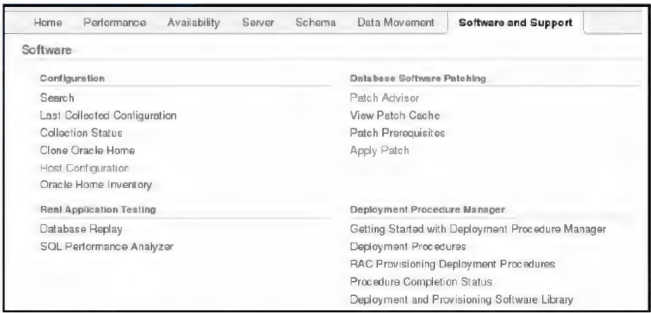 Home Performance Availability Server Schema Data Movement Software and Support
Software
Configuration
Search
Last Collected Configuration
Collection Status
Clone Oracle Home
Host Configuration
Oracle Home Inventory
Database Software Patching
Patch Advisor
View Patch Cache
Patch Prerequisites
Apply Patch
Real Application Testing
Database Replay
SQL Performance Analyzer
Deployment Procedure Manager
Getting Started with Deployment Procedure Manager
Deployment Procedures
RAC Provisioning Deployment Procedures
Procedure Completion Status
Deployment and Provisioning Software Library